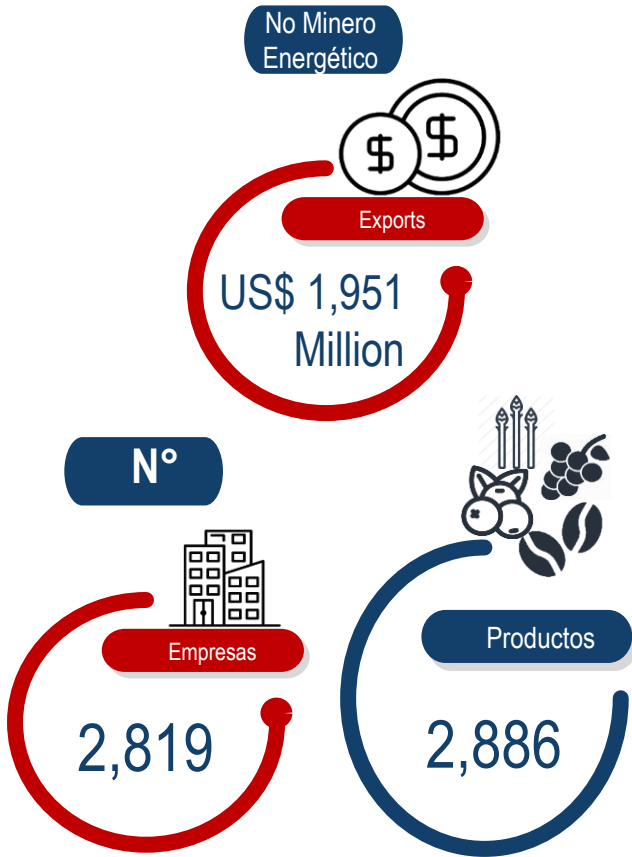 No Minero
Energético
Exports
US$ 1,951
Million
N°
Empresas
2,819
Productos
2,886